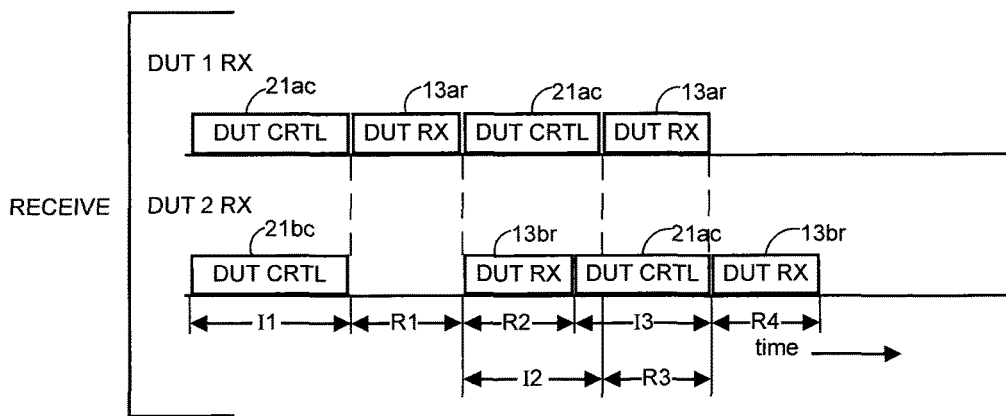 DUT 1 RX
21ac 13ar 21ac 13ar
DUT CRTL DUT RX DUT CRTL DUT RX
RECEIVE
DUT 2 RX
21bc 13br 21ac 13br
DUT CRTL DUT RX DUT CRTL DUT RX
I1 R1 R2 I3 R4
time
I2 R3